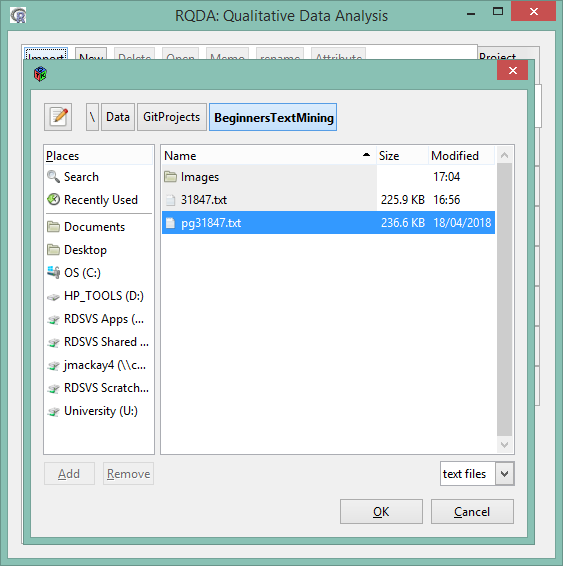 RQDA: Qualitative Data Analysis
Import New Delete Open Memo rename Attribute Project
\ Data GitProjects BeginnersTextMining
Places Name Size Modified
Search Images 17:04
Recently Used 31847.txt 225.9 KB 16:56
pg31847.txt 236.6 KB 18/04/2018
Documents
Desktop
OS (C:)
HP_TOOLS (D:)
RDSVS Apps (...
RDSVS Shared ...
jmackay4 (\\c...
RDSVS Scratch...
University (U:)
Add Remove text files
OK Cancel